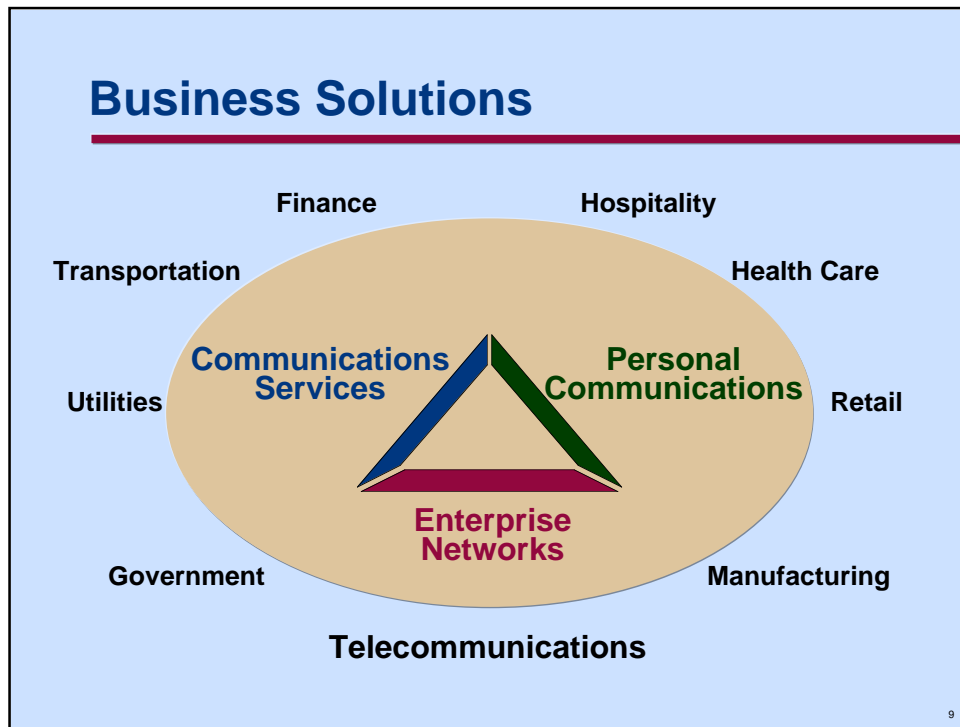 Business Solutions
Finance
Hospitality
Transportation
Health Care
Communications
Services
Personal
Communications
Utilities
Retail
Enterprise
Networks
Government
Manufacturing
Telecommunications
9